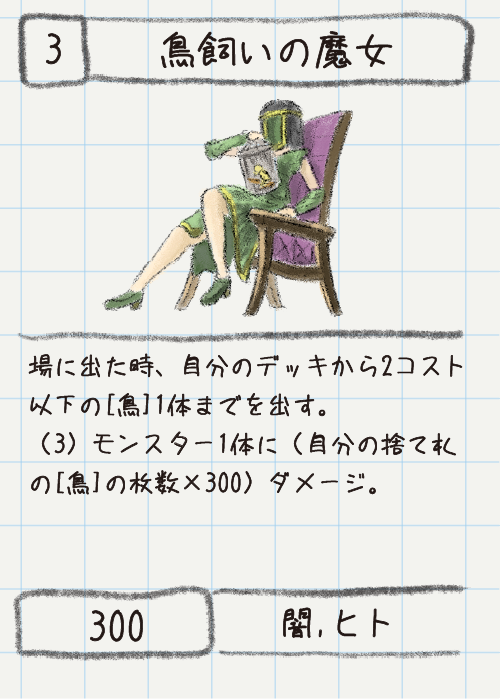 3
鳥飼いの魔女
場に出た時、自分のデッキから2コスト
以下の[鳥]1体までを出す。
（3）モンスター1体に（自分の捨て札
の[鳥]の枚数×300）ダメージ。
300
闇,ヒト